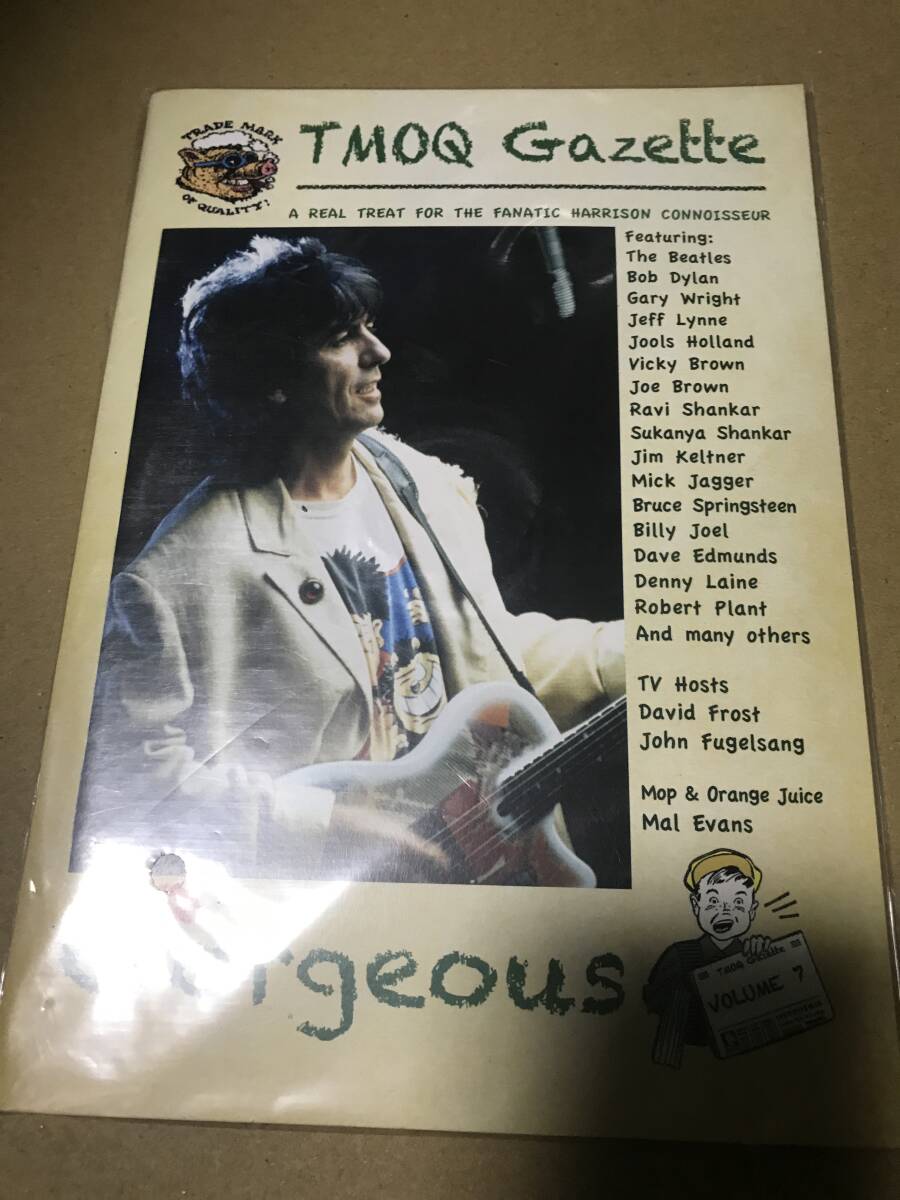 TRADE MARK
OF QUALITY!
TMOQ Gazette
A REAL TREAT FOR THE FANATIC HARRISON CONNOISSEUR
Featuring:
The Beatles
Bob Dylan
Gary Wright
Jeff Lynne
Jools Holland
Vicky Brown
Joe Brown
Ravi Shankar
Sukanya Shankar
Jim Keltner
Mick Jagger
Bruce Springsteen
Billy Joel
Dave Edmunds
Denny Laine
Robert Plant
And many others
TV Hosts
David Frost
John Fugelsang
Mop & Orange Juice
Mal Evans
rgeous
TMOQ Gazette
VOLUME 7